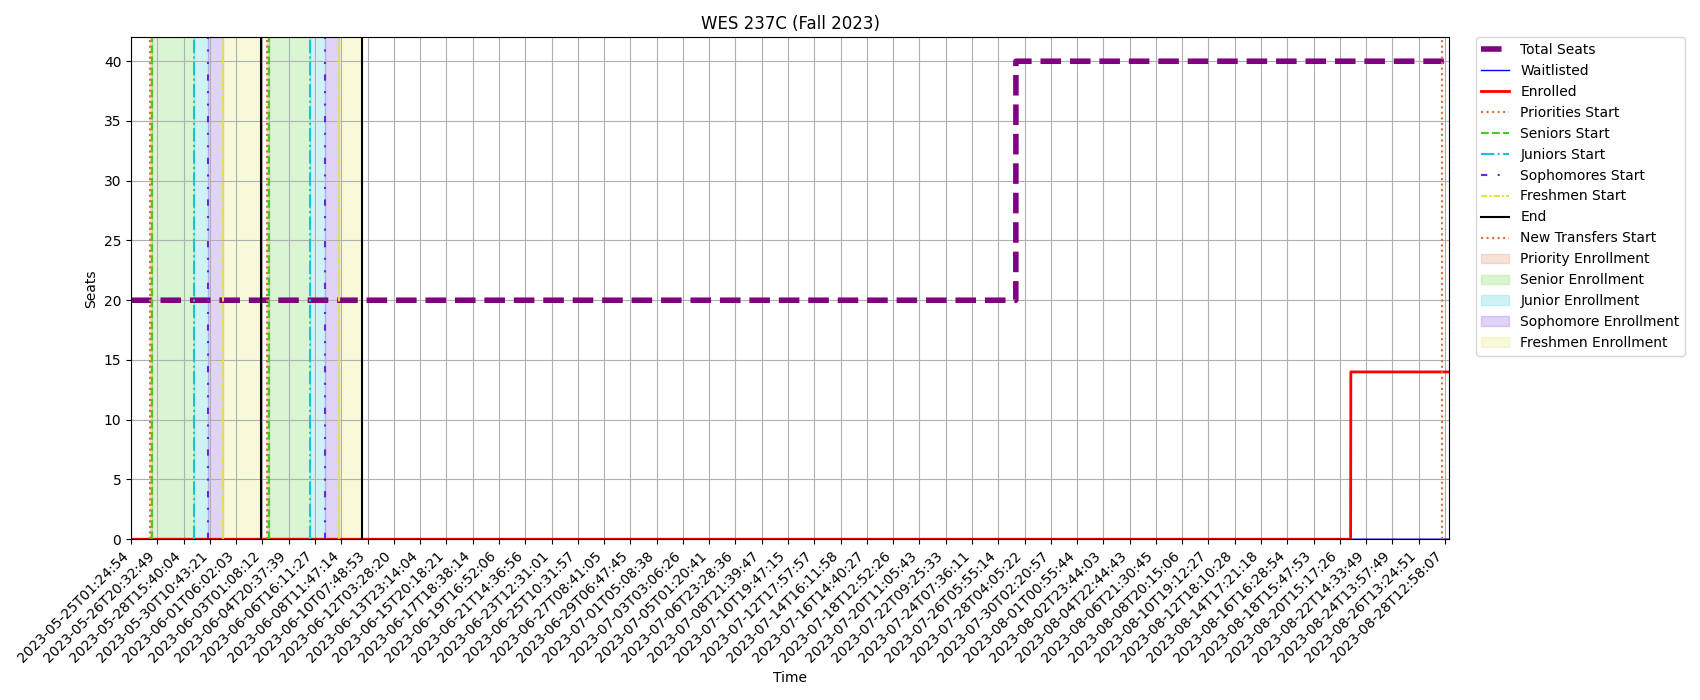 WES 237C (Fall 2023)
Seats
40
35
30
25
20
15
10
5
0
2023-05-25T01:24:54
2023-05-26T20:32:49
2023-05-28T15:40:04
2023-05-30T10:43:21
2023-06-01T06:02:03
2023-06-03T01:08:12
2023-06-04T20:37:39
2023-06-06T16:11:27
2023-06-08T11:47:14
2023-06-10T07:48:53
2023-06-12T03:28:20
2023-06-13T23:14:04
2023-06-15T20:18:21
2023-06-17T18:38:14
2023-06-19T16:52:06
2023-06-21T14:36:56
2023-06-23T12:31:01
2023-06-25T10:31:57
2023-06-27T08:41:05
2023-06-29T06:47:45
2023-07-01T05:08:38
2023-07-03T03:06:26
2023-07-05T01:20:41
2023-07-06T23:28:36
2023-07-08T21:39:47
2023-07-10T19:47:15
2023-07-12T17:57:57
2023-07-14T16:11:58
2023-07-16T14:40:27
2023-07-18T12:52:26
2023-07-20T11:05:43
2023-07-22T09:25:33
2023-07-24T07:36:11
2023-07-26T05:55:14
2023-07-28T04:05:22
2023-07-30T02:20:57
2023-08-01T00:55:44
2023-08-02T23:44:03
2023-08-04T22:44:43
2023-08-06T21:30:45
2023-08-08T20:15:06
2023-08-10T19:12:27
2023-08-12T18:10:28
2023-08-14T17:21:18
2023-08-16T16:28:54
2023-08-18T15:47:53
2023-08-20T15:17:26
2023-08-22T14:33:49
2023-08-24T13:57:49
2023-08-26T13:24:51
2023-08-28T12:58:07
Time
Total Seats
Waitlisted
Enrolled
Priorities Start
Seniors Start
Juniors Start
Sophomores Start
Freshmen Start
End
New Transfers Start
Priority Enrollment
Senior Enrollment
Junior Enrollment
Sophomore Enrollment
Freshmen Enrollment